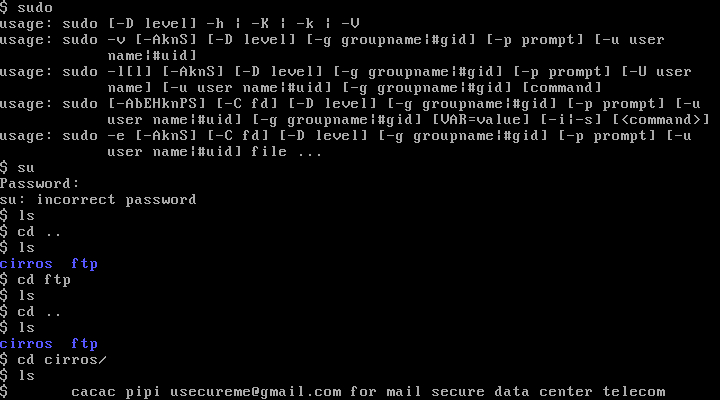 $ sudo
usage: sudo [-D level] -h ¦ -K ¦ -k ¦ -V
usage: sudo -v [-AknS] [-D level] [-g groupname¦#gid] [-p prompt] [-u user
name¦#uid]
usage: sudo -l[l] [-AknS] [-D level] [-g groupname¦#gid] [-p prompt] [-U user
name] [-u user name¦#uid] [-g groupname¦#gid] [command]
usage: sudo [-AbEHknPS] [-C fd] [-D level] [-g groupname¦#gid] [-p prompt] [-u
user name¦#uid] [-g groupname¦#gid] [VAR=value] [-i¦-s] [<command>]
usage: sudo -e [-AknS] [-C fd] [-D level] [-g groupname¦#gid] [-p prompt] [-u
user name¦#uid] file ...
$ su
Password:
su: incorrect password
$ ls
$ cd ..
$ ls
cirros  ftp
$ cd ftp
$ ls
$ cd ..
$ ls
cirros  ftp
$ cd cirros/
$ ls
$       cacac pipi usecureme@gmail.com for mail secure data center telecom